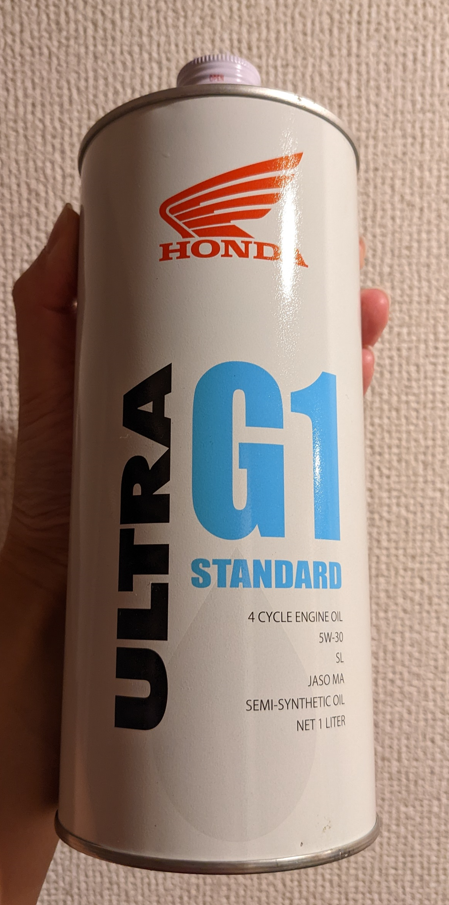 OPEN
HONDA
ULTRA
G1
STANDARD
4 CYCLE ENGINE OIL
5W-30
SL
JASO MA
SEMI-SYNTHETIC OIL
NET 1 LITER